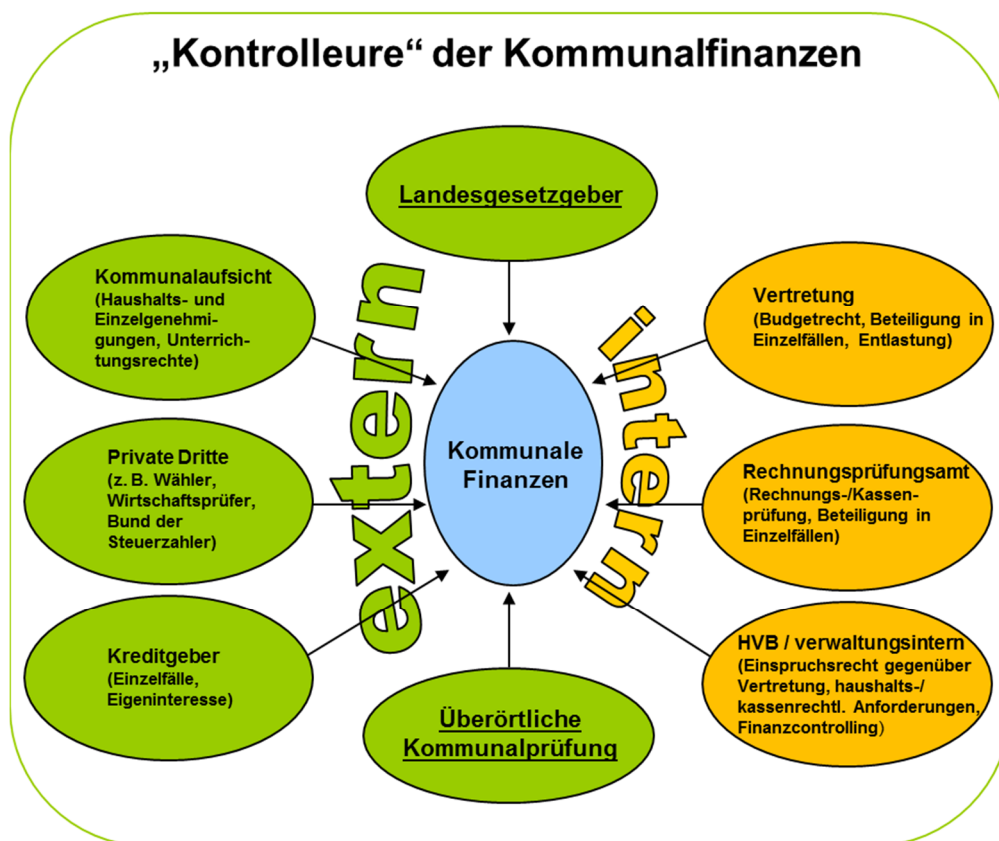 „Kontrolleure“ der Kommunalfinanzen
Landesgesetzgeber
Kommunalaufsicht
(Haushalts- und
Einzelgenehmi-
gungen, Unterrich-
tungsrechte)
extern
intern
Vertretung
(Budgetrecht, Beteiligung in
Einzelfällen, Entlastung)
Private Dritte
(z. B. Wähler,
Wirtschaftsprüfer,
Bund der
Steuerzahler)
Kommunale
Finanzen
Rechnungsprüfungsamt
(Rechnungs-/Kassen-
prüfung, Beteiligung in
Einzelfällen)
Kreditgeber
(Einzelfälle,
Eigeninteresse)
Überörtliche
Kommunalprüfung
HVB / verwaltungsintern
(Einspruchsrecht gegenüber
Vertretung, haushalts-/
kassenrechtl. Anforderungen,
Finanzcontrolling)